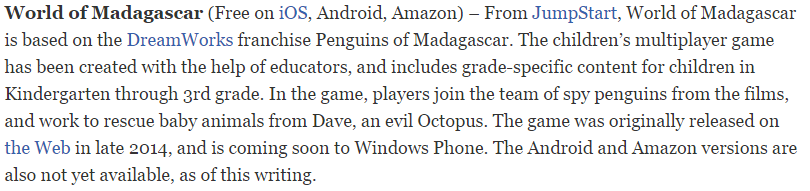 World of Madagascar (Free on iOS, Android, Amazon) – From JumpStart, World of Madagascar
is based on the DreamWorks franchise Penguins of Madagascar. The children’s multiplayer game
has been created with the help of educators, and includes grade-specific content for children in
Kindergarten through 3rd grade. In the game, players join the team of spy penguins from the films,
and work to rescue baby animals from Dave, an evil Octopus. The game was originally released on
the Web in late 2014, and is coming soon to Windows Phone. The Android and Amazon versions are
also not yet available, as of this writing.